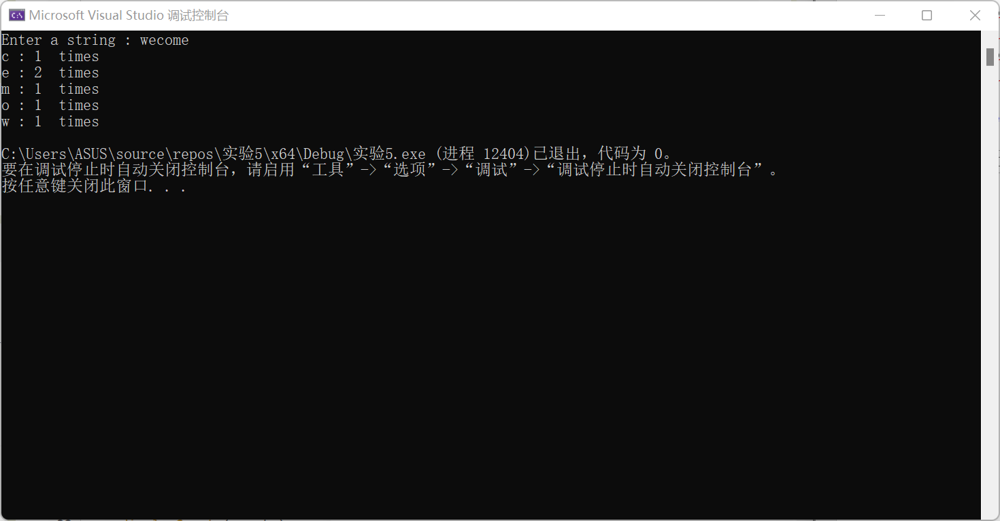 Microsoft Visual Studio 调试控制台
Enter a string : wecome
c : 1  times
e : 2  times
m : 1  times
o : 1  times
w : 1  times
C:\Users\ASUS\source\repos\实验5\x64\Debug\实验5.exe (进程 12404)已退出，代码为 0。
要在调试停止时自动关闭控制台，请启用“工具”->“选项”->“调试”->“调试停止时自动关闭控制台”。
按任意键关闭此窗口. . .